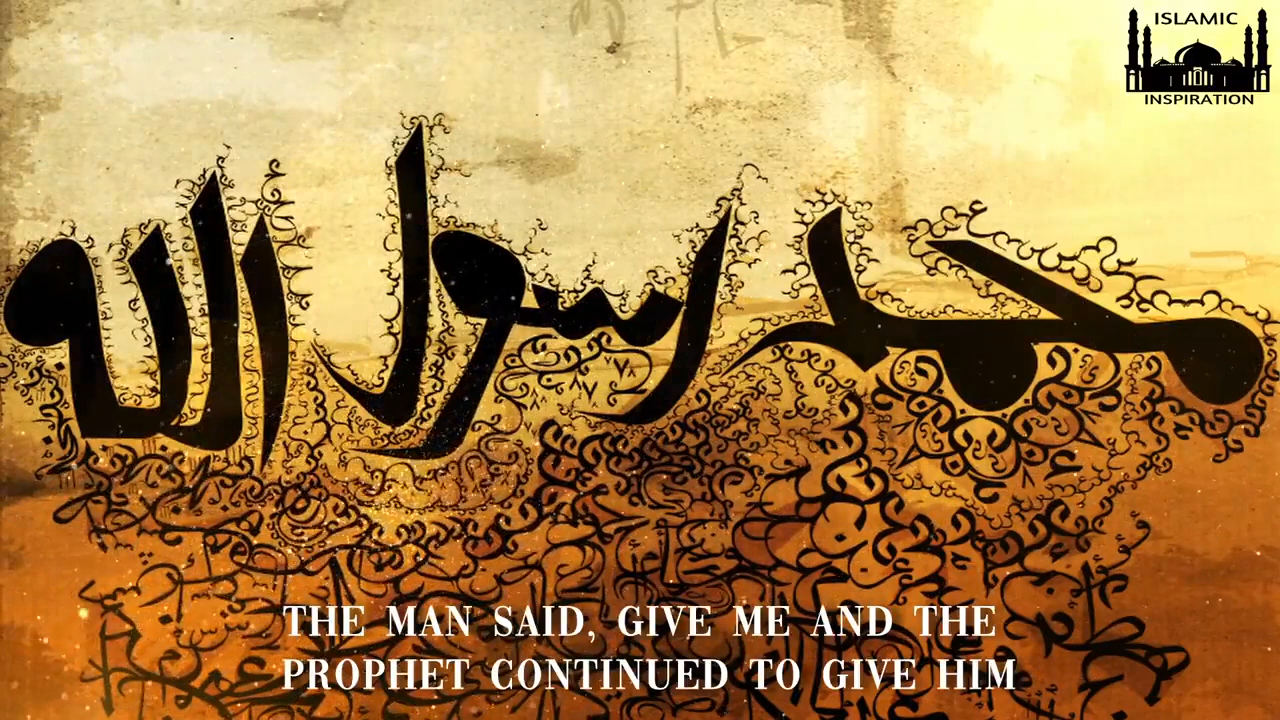 ISLAMIC
INSPIRATION
محمد رسول الله
THE MAN SAID, GIVE ME AND THE
PROPHET CONTINUED TO GIVE HIM